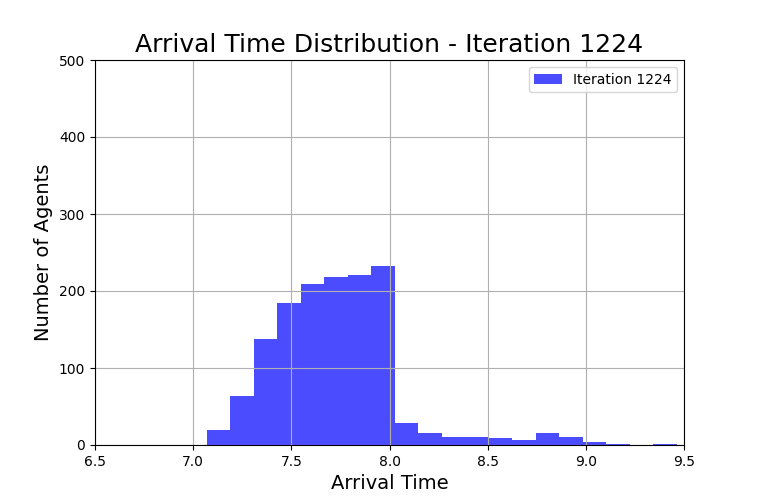 Arrival Time Distribution - Iteration 1224
Iteration 1224
500
400
300
200
100
0
Number of Agents
6.5 7.0 7.5 8.0 8.5 9.0 9.5
Arrival Time